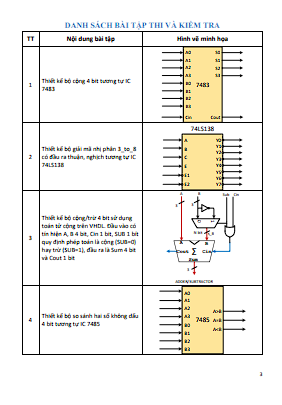 DANH SÁCH BÀI TẬP THI VÀ KIỂM TRA
TT Nội dung bài tập Hình vẽ minh họa
1
Thiết kế bộ cộng 4 bit tương tự IC
7483
A0
A1
A2
A3
B0
B1
B2
B3
Cin
7483
S0
S1
S2
S3
Cout
2
Thiết kế bộ giải mã nhị phân 3_to_8
có đầu ra thuận, nghịch tương tự IC
74LS138
74LS138
A
B
C
E
E1
E2
Y0
Y1
Y2
Y3
Y4
Y5
Y6
Y7
3
Thiết kế bộ cộng/trừ 4 bit sử dụng
toán tử cộng trên VHDL. Đầu vào có
tín hiệu A, B 4 bit, Cin 1 bit, SUB 1 bit
quy định phép toán là cộng (SUB=0)
hay trừ (SUB=1), đầu ra là Sum 4 bit
và Cout 1 bit
A
B
Sub
Cin
A
B
Cout
Σ
Cin
Sum
ADDER/SUBTRACTOR
4
Thiết kế bộ so sánh hai số không dấu
4 bit tương tự IC 7485
A0
A1
A2
A3
B0
B1
B2
B3
7485
A>B
A=B
A<B
3